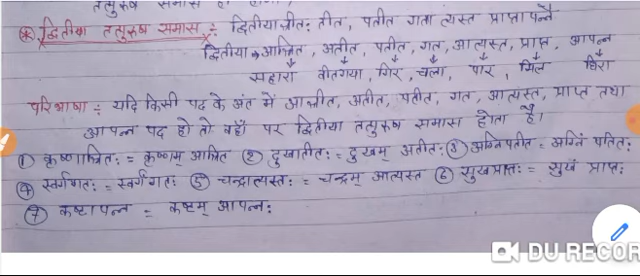 तत्पुरुष समास
* द्वितीया तत्पुरुष समास ÷ द्वितीयाश्रीतः तीत, पतीत गता त्यस्त प्राप्तापन्नै
द्वितीया → आश्रित, अतीत, पतीत, गत, आत्यस्त, प्राप्त, आपन्न
सहारा बीतगया, गिर, चला, पार, मिल, घिरा
परिभाषा ÷ यदि किसी पद के अंत में आश्रीत, अतीत, पतीत, गत, आत्यस्त, प्राप्त तथा
आपन्न पद हो तो वहाँ पर द्वितीया तत्पुरुष समास होता है।
① कृष्णाश्रितः = कृष्णम् आश्रित ② दुखातीतः = दुखम् अतीतः ③ अग्निपतीत = अग्निं पतितः
④ स्वर्गगतः = स्वर्गगतः ⑤ चन्द्रात्यस्तः = चन्द्रम् आत्यस्त ⑥ सुखप्राप्तः = सुखं प्राप्तः
⑦ कष्टापन्न = कष्टम् आपन्नः
DU RECOR